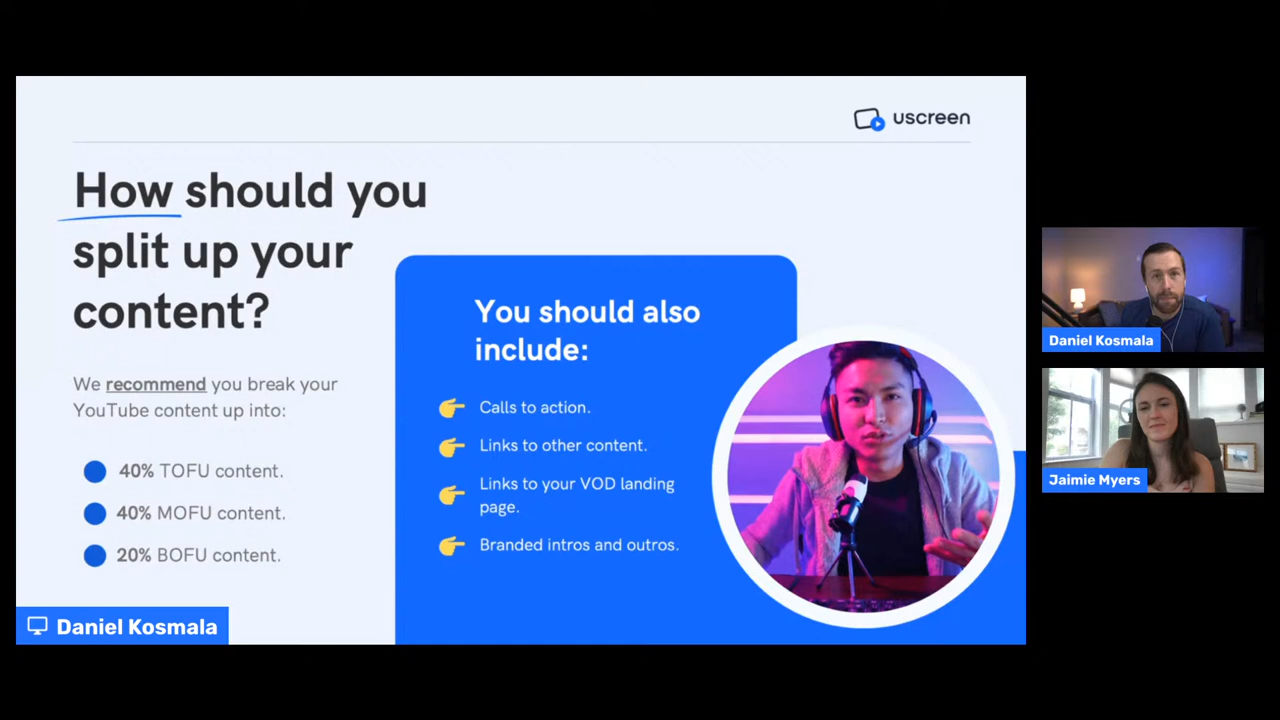 uscreen
How should you
split up your
content?
We recommend you break your
YouTube content up into:
40% TOFU content.
40% MOFU content.
20% BOFU content.
You should also
include:
👉 Calls to action.
👉 Links to other content.
👉 Links to your VOD landing
page.
👉 Branded intros and outros.
Daniel Kosmala
Daniel Kosmala
Jaimie Myers